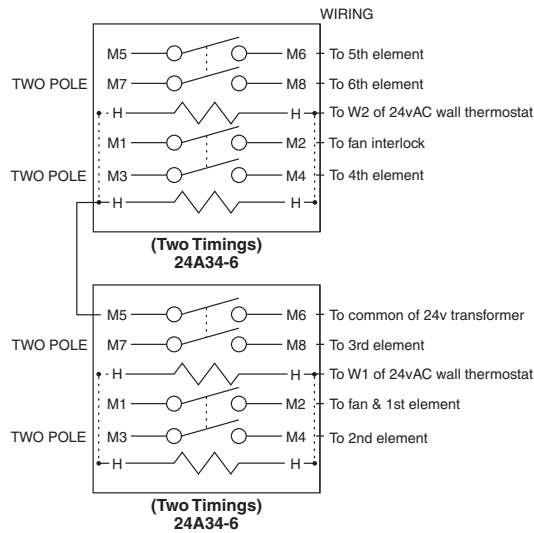 WIRING
M5 M6 To 5th element
TWO POLE M7 M8 To 6th element
H H To W2 of 24vAC wall thermostat
M1 M2 To fan interlock
TWO POLE M3 M4 To 4th element
H H
(Two Timings)
24A34-6
M5 M6 To common of 24v transformer
TWO POLE M7 M8 To 3rd element
H H To W1 of 24vAC wall thermostat
M1 M2 To fan & 1st element
TWO POLE M3 M4 To 2nd element
H H
(Two Timings)
24A34-6